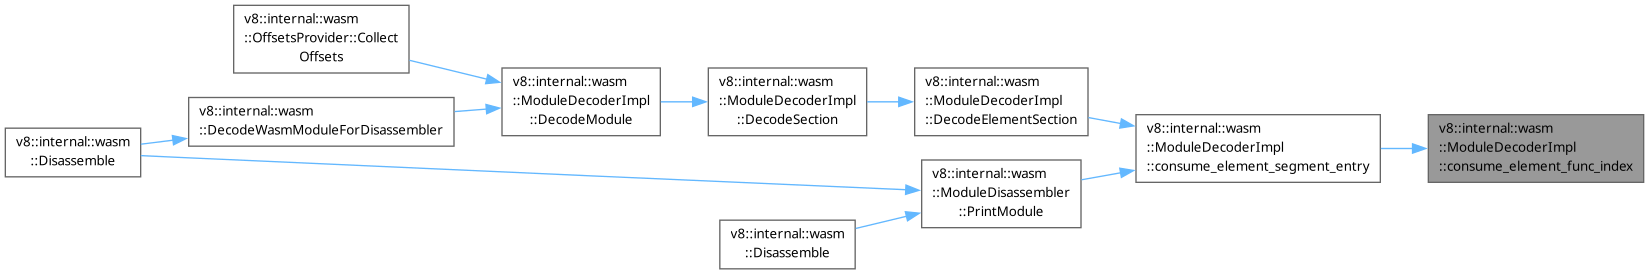 v8::internal::wasm
::OffsetsProvider::Collect
Offsets
v8::internal::wasm
::DecodeWasmModuleForDisassembler
v8::internal::wasm
::Disassemble
v8::internal::wasm
::ModuleDecoderImpl
::DecodeModule
v8::internal::wasm
::ModuleDecoderImpl
::DecodeSection
v8::internal::wasm
::ModuleDecoderImpl
::DecodeElementSection
v8::internal::wasm
::ModuleDisassembler
::PrintModule
v8::internal::wasm
::Disassemble
v8::internal::wasm
::ModuleDecoderImpl
::consume_element_segment_entry
v8::internal::wasm
::ModuleDecoderImpl
::consume_element_func_index